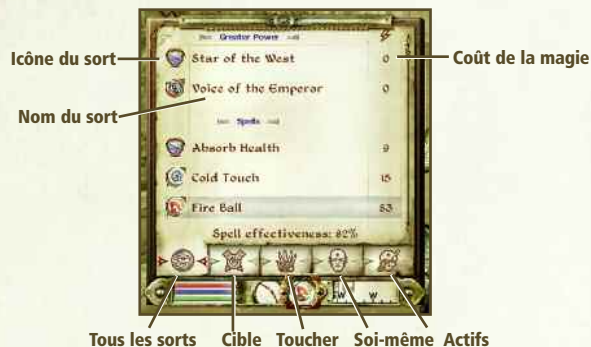 Greater Power
Icône du sort
Star of the West 0
Coût de la magie
Voice of the Emperor 0
Nom du sort
Spells
Absorb Health 9
Cold Touch 15
Fire Ball 83
Spell effectiveness: 82%
W
Tous les sorts Cible Toucher Soi-même Actifs